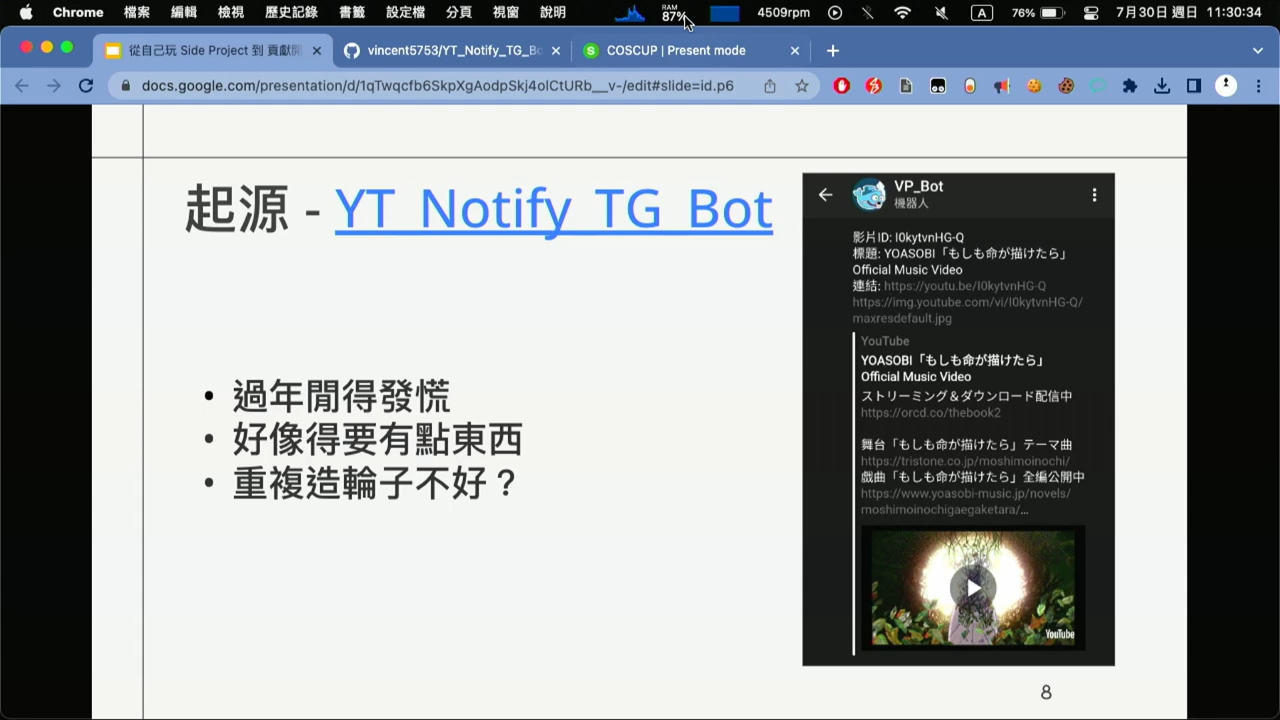 Chrome 檔案 編輯 檢視 歷史記錄 書籤 設定檔 分頁 視窗 說明 RAM 87% 4509rpm A 76% 7月30日 週日 11:30:34
從自己玩 Side Project 到 貢獻開
vincent5753/YT_Notify_TG_Bo
COSCUP | Present mode
docs.google.com/presentation/d/1qTwqcfb6SkpXgAodpSkj4olCtURb__v-/edit#slide=id.p6
起源 - YT_Notify_TG_Bot
• 過年閒得發慌
• 好像得要有點東西
• 重複造輪子不好？
VP_Bot
機器人
影片ID: I0kytvnHG-Q
標題: YOASOBI「もしも命が描けたら」
Official Music Video
連結: https://youtu.be/I0kytvnHG-Q
https://img.youtube.com/vi/I0kytvnHG-Q/
maxresdefault.jpg
YouTube
YOASOBI「もしも命が描けたら」
Official Music Video
ストリーミング＆ダウンロード配信中
https://orcd.co/thebook2
舞台「もしも命が描けたら」テーマ曲
https://tristone.co.jp/moshimoinochi/
戯曲「もしも命が描けたら」全編公開中
https://www.yoasobi-music.jp/novels/
moshimoinochigaegaketara/…
YouTube
8